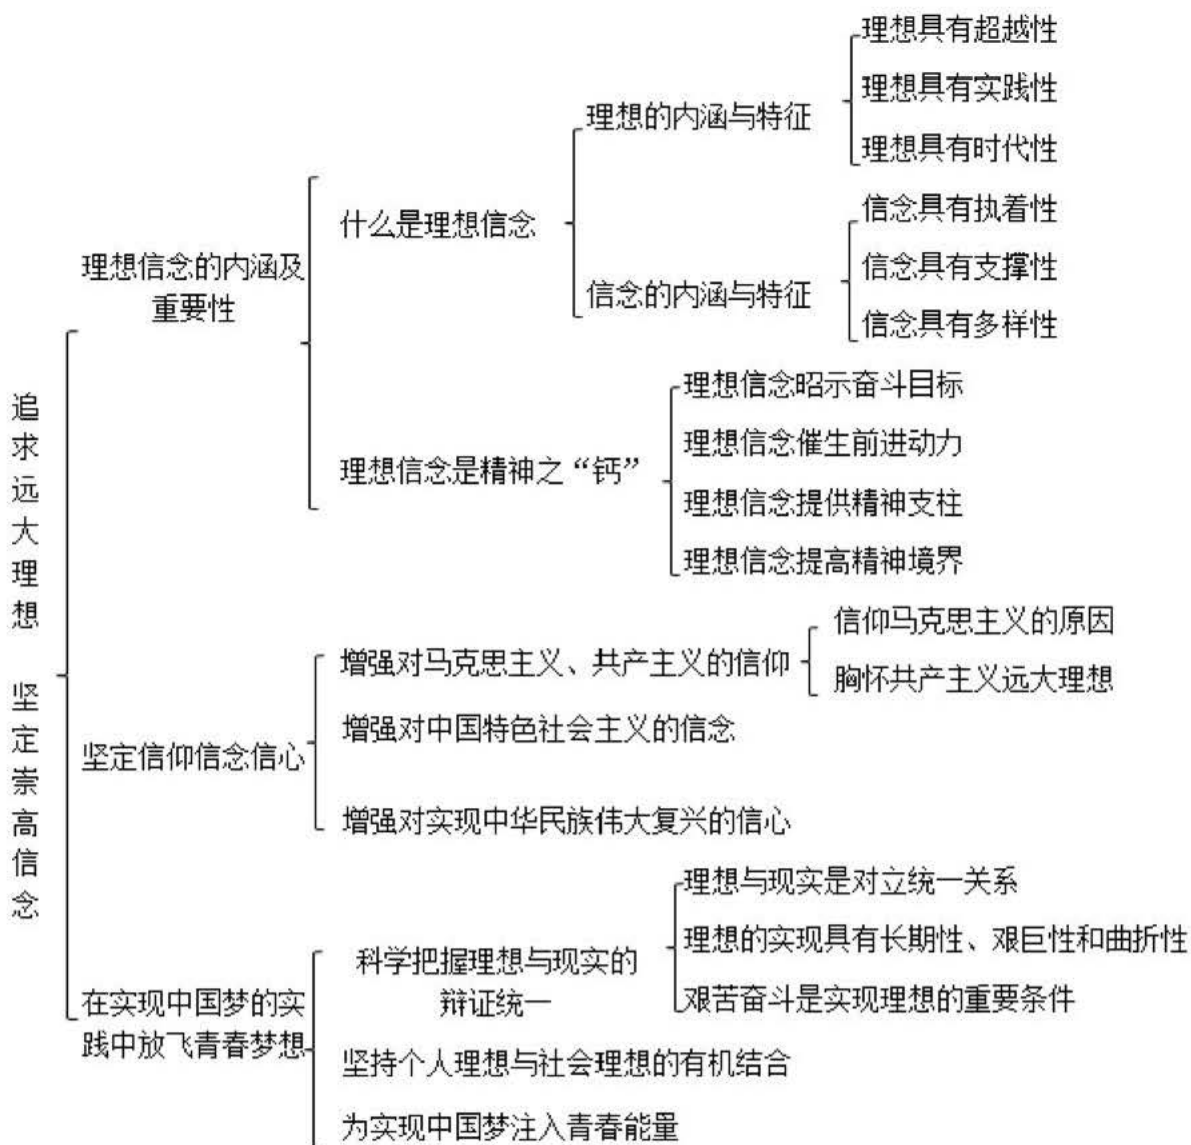 追求远大理想 坚定崇高信念
理想信念的内涵及
重要性
什么是理想信念
理想的内涵与特征
理想具有超越性
理想具有实践性
理想具有时代性
信念的内涵与特征
信念具有执着性
信念具有支撑性
信念具有多样性
理想信念是精神之“钙”
理想信念昭示奋斗目标
理想信念催生前进动力
理想信念提供精神支柱
理想信念提高精神境界
坚定信仰信念信心
增强对马克思主义、共产主义的信仰
信仰马克思主义的原因
胸怀共产主义远大理想
增强对中国特色社会主义的信念
增强对实现中华民族伟大复兴的信心
在实现中国梦的实
践中放飞青春梦想
科学把握理想与现实的
辩证统一
理想与现实是对立统一关系
理想的实现具有长期性、艰巨性和曲折性
艰苦奋斗是实现理想的重要条件
坚持个人理想与社会理想的有机结合
为实现中国梦注入青春能量